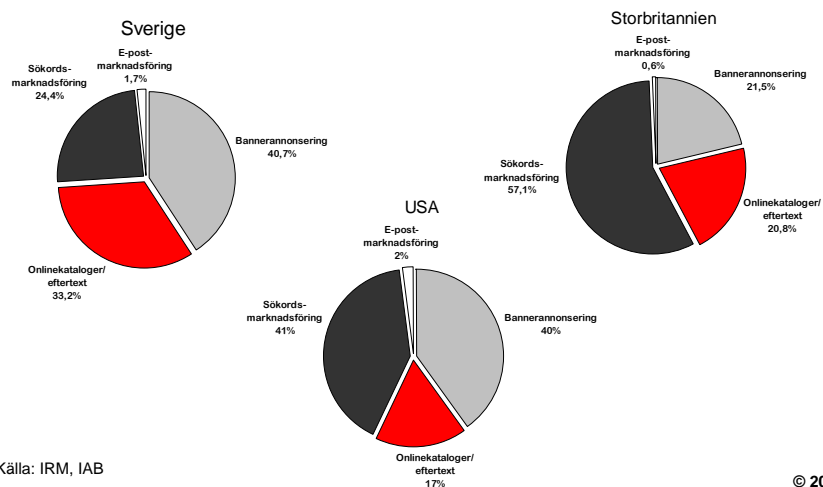 Sverige
E-post-
marknadsföring
1,7%
Sökords-
marknadsföring
24,4%
Bannerannonsering
40,7%
Onlinekataloger/
eftertext
33,2%
Storbritannien
E-post-
marknadsföring
0,6%
Bannerannonsering
21,5%
Sökords-
marknadsföring
57,1%
Onlinekataloger/
eftertext
20,8%
USA
E-post-
marknadsföring
2%
Sökords-
marknadsföring
41%
Bannerannonsering
40%
Onlinekataloger/
eftertext
17%
Källa: IRM, IAB
© 20